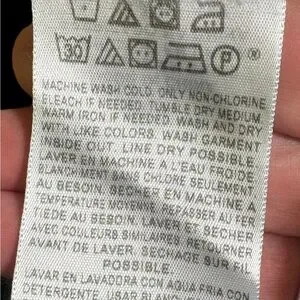 30 P ®
MACHINE WASH COLD. ONLY NON-CHLORINE
BLEACH IF NEEDED. TUMBLE DRY MEDIUM.
WARM IRON IF NEEDED. WASH AND DRY
WITH LIKE COLORS. WASH GARMENT
INSIDE OUT. LINE DRY POSSIBLE.
LAVER EN MACHINE A L'EAU FROIDE
BLANCHIMENT SANS CHLORE SEULEMENT
AU BESOIN. SECHER EN MACHINE A
TEMPERATURE MOYENNE. REPASSER AU FER
AU BESOIN. LAVER ET SECHER
AVEC COULEURS SIMILAIRES. RETOURNER
AVANT DE LAVER. SECHAGE SUR FIL
POSSIBLE.
LAVAR EN LAVADORA CON AGUA FRIA CON
DETERGENTE. USAR